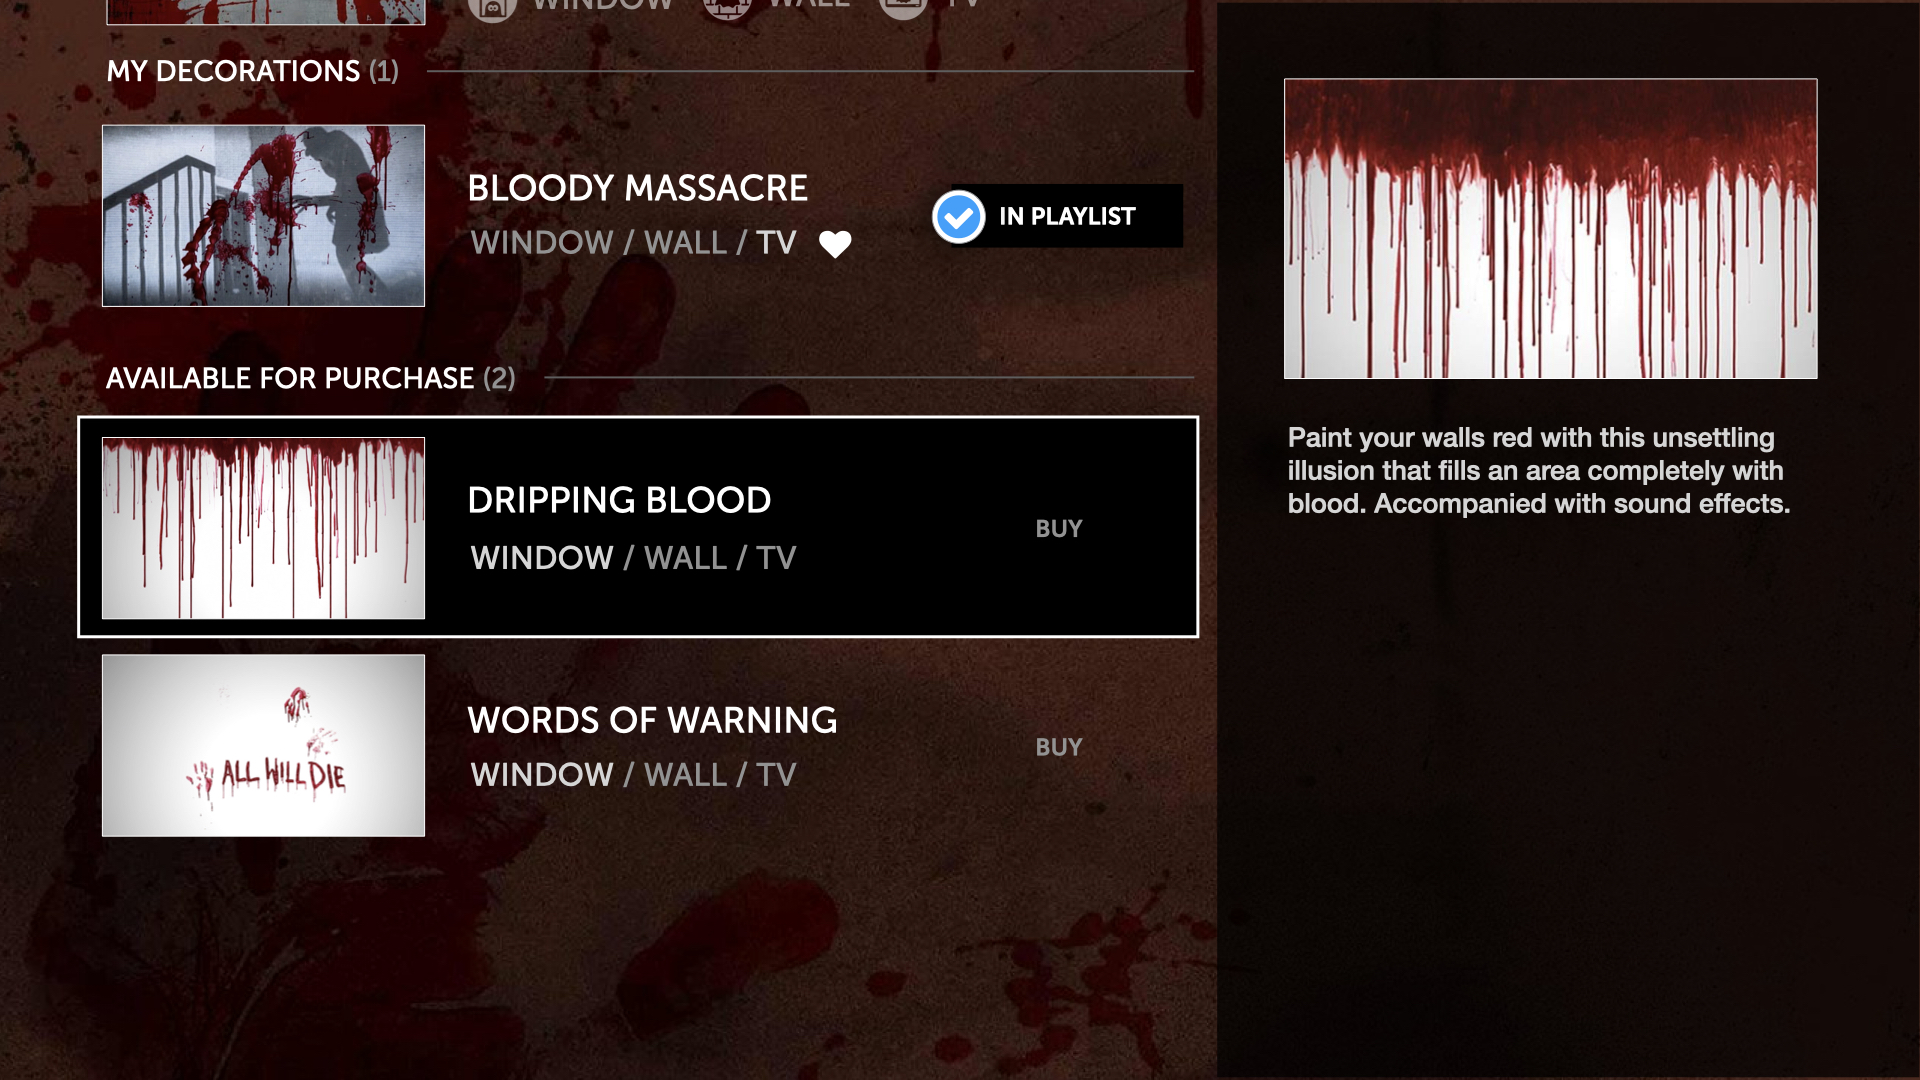 WINDOW WALL TV
MY DECORATIONS (1)
BLOODY MASSACRE
WINDOW / WALL / TV
IN PLAYLIST
AVAILABLE FOR PURCHASE (2)
DRIPPING BLOOD
WINDOW / WALL / TV
BUY
ALL WILL DIE
WORDS OF WARNING
WINDOW / WALL / TV
BUY
Paint your walls red with this unsettling
illusion that fills an area completely with
blood. Accompanied with sound effects.